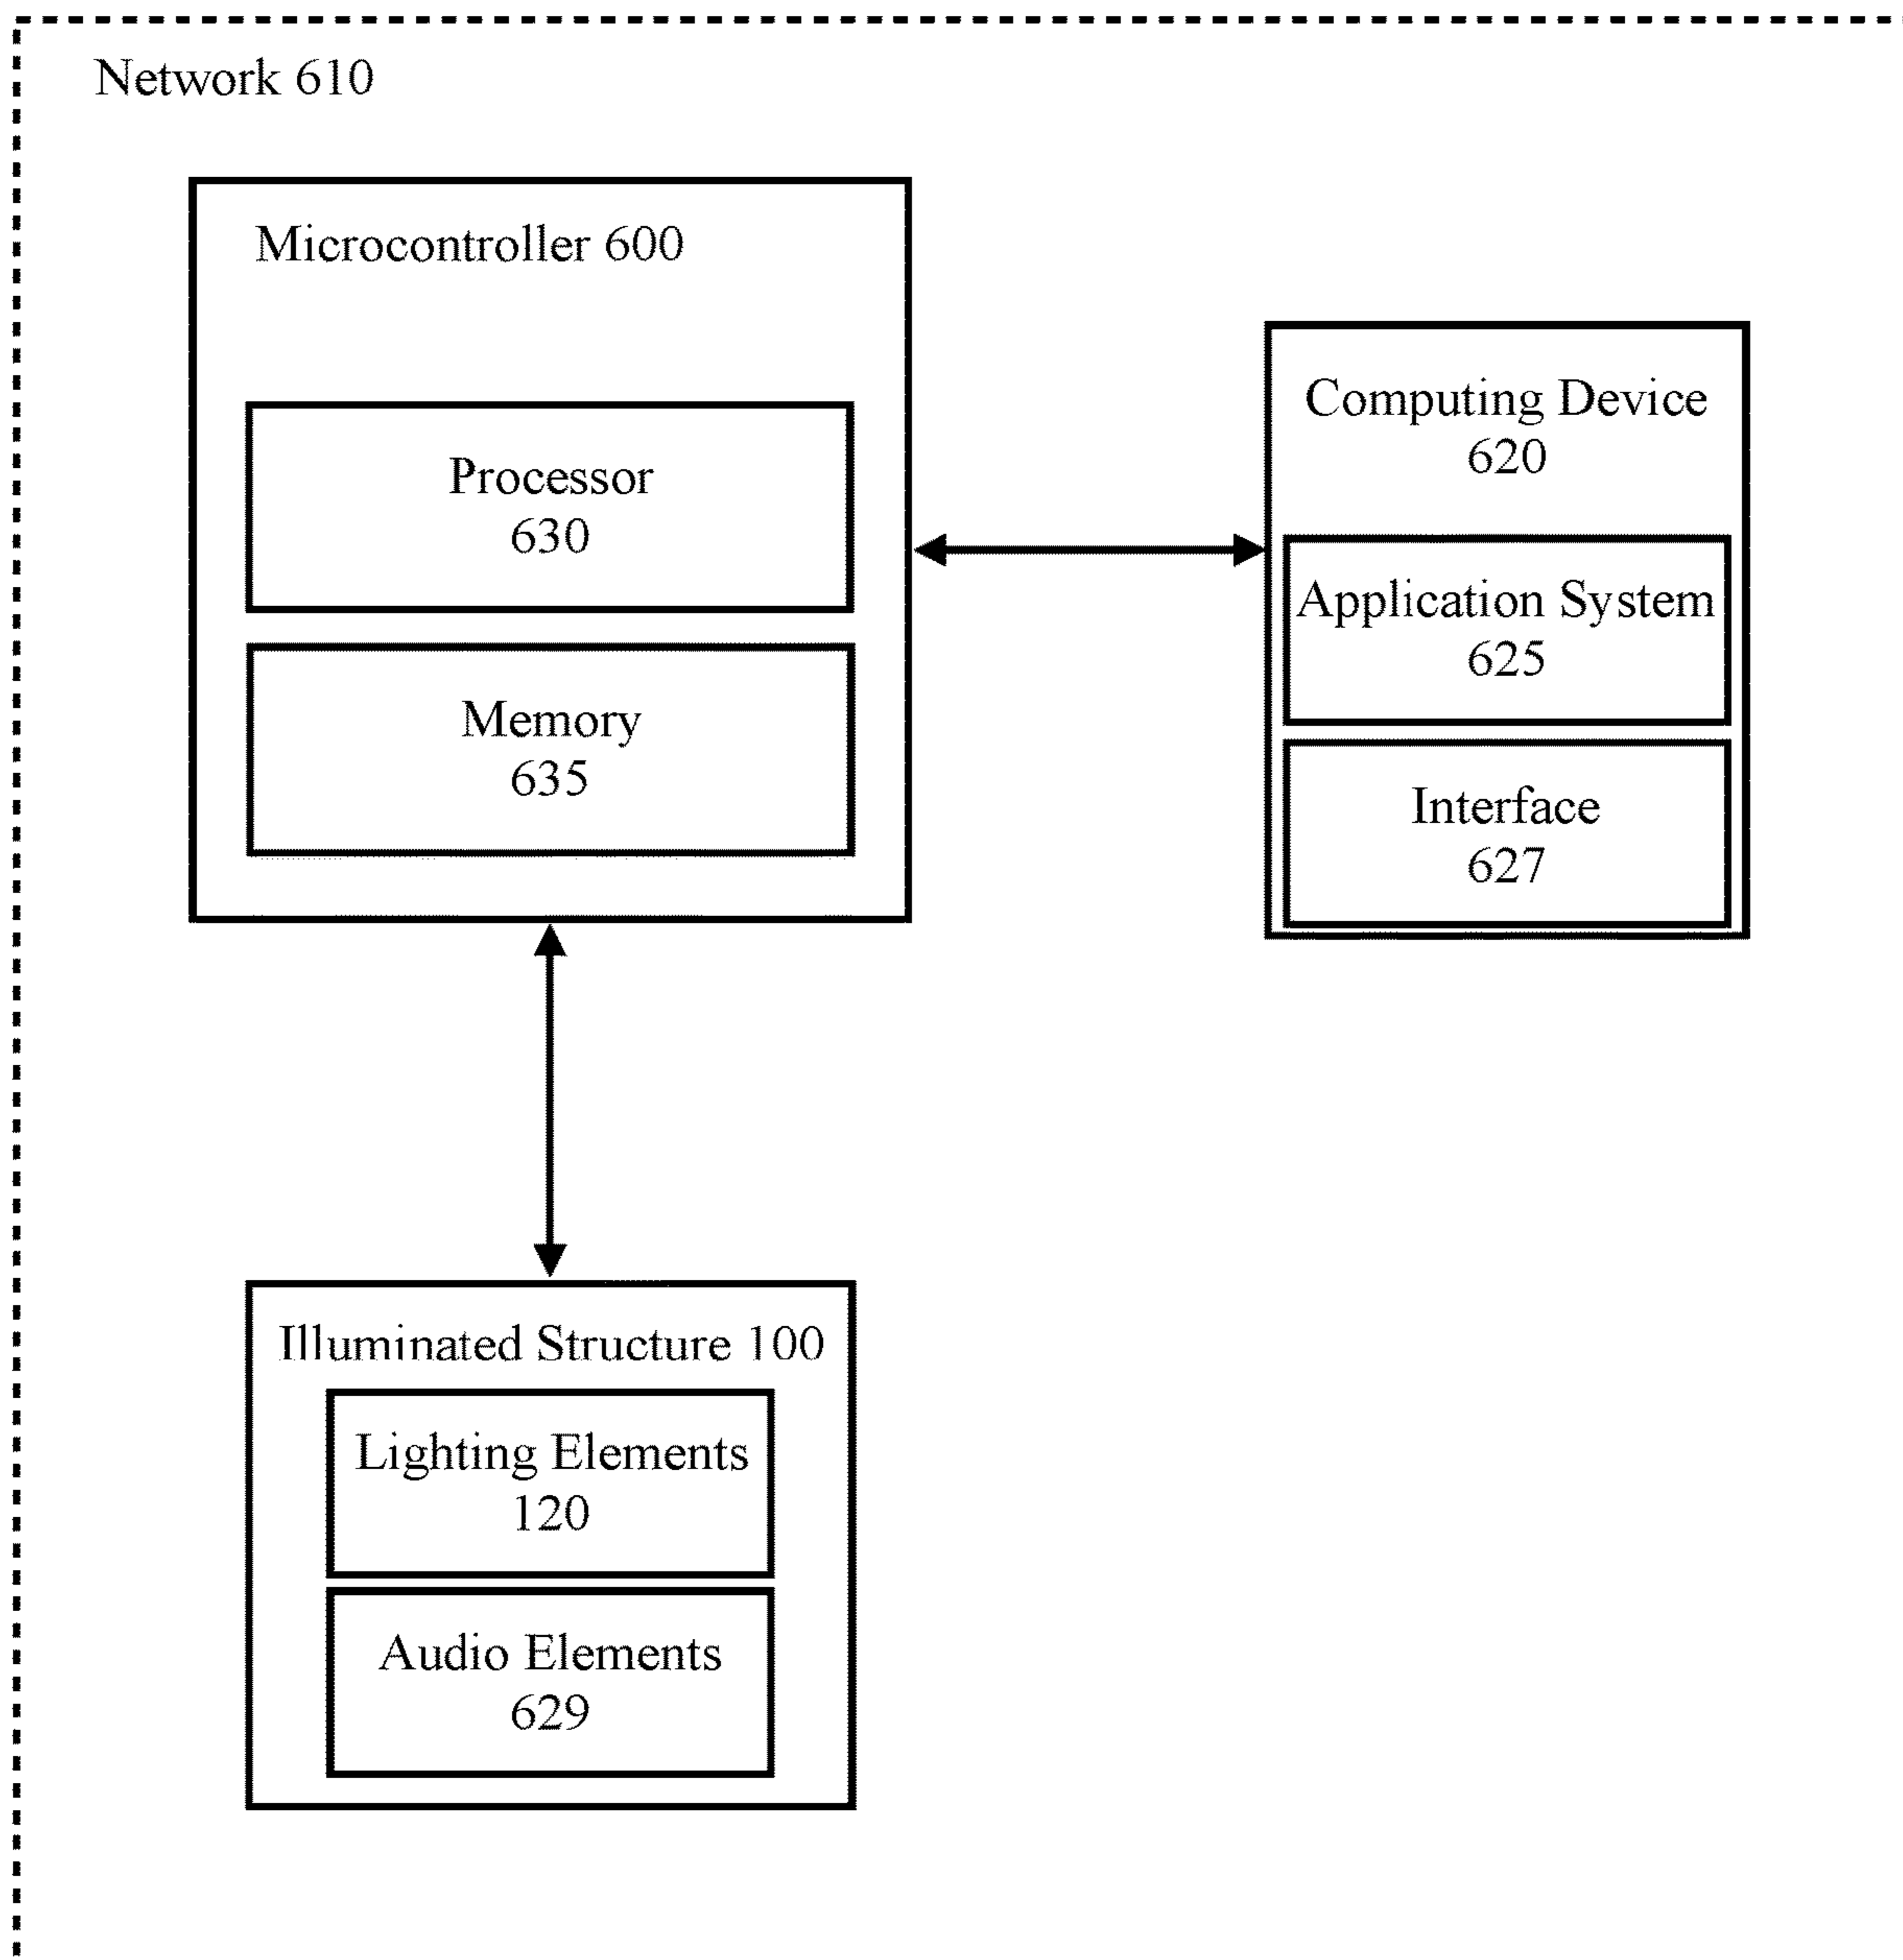 Network 610
Microcontroller 600
Processor
630
Memory
635
Computing Device
620
Application System
625
Interface
627
Illuminated Structure 100
Lighting Elements
120
Audio Elements
629